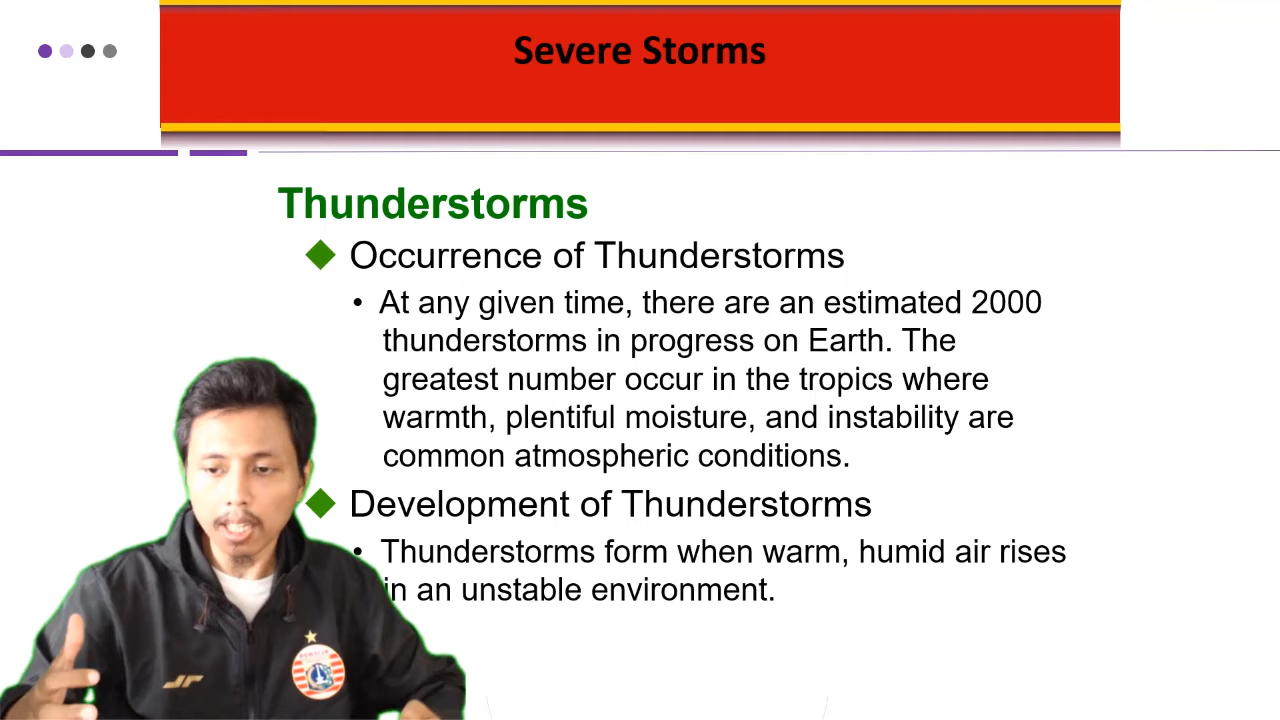 Severe Storms
Thunderstorms
Occurrence of Thunderstorms
• At any given time, there are an estimated 2000
thunderstorms in progress on Earth. The
greatest number occur in the tropics where
warmth, plentiful moisture, and instability are
common atmospheric conditions.
Development of Thunderstorms
• Thunderstorms form when warm, humid air rises
in an unstable environment.
PERSIJA